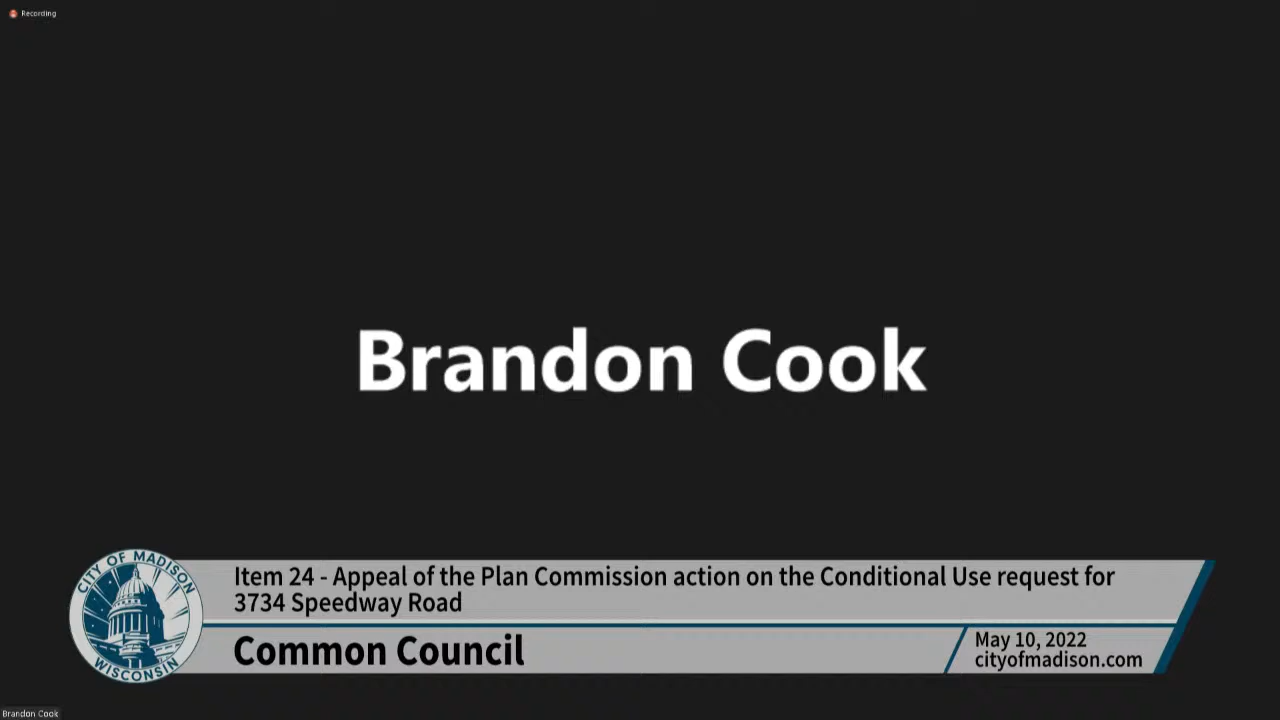 Recording
Brandon Cook
Item 24 - Appeal of the Plan Commission action on the Conditional Use request for
3734 Speedway Road
CITY OF MADISON
WISCONSIN
Common Council
May 10, 2022
cityofmadison.com
Brandon Cook